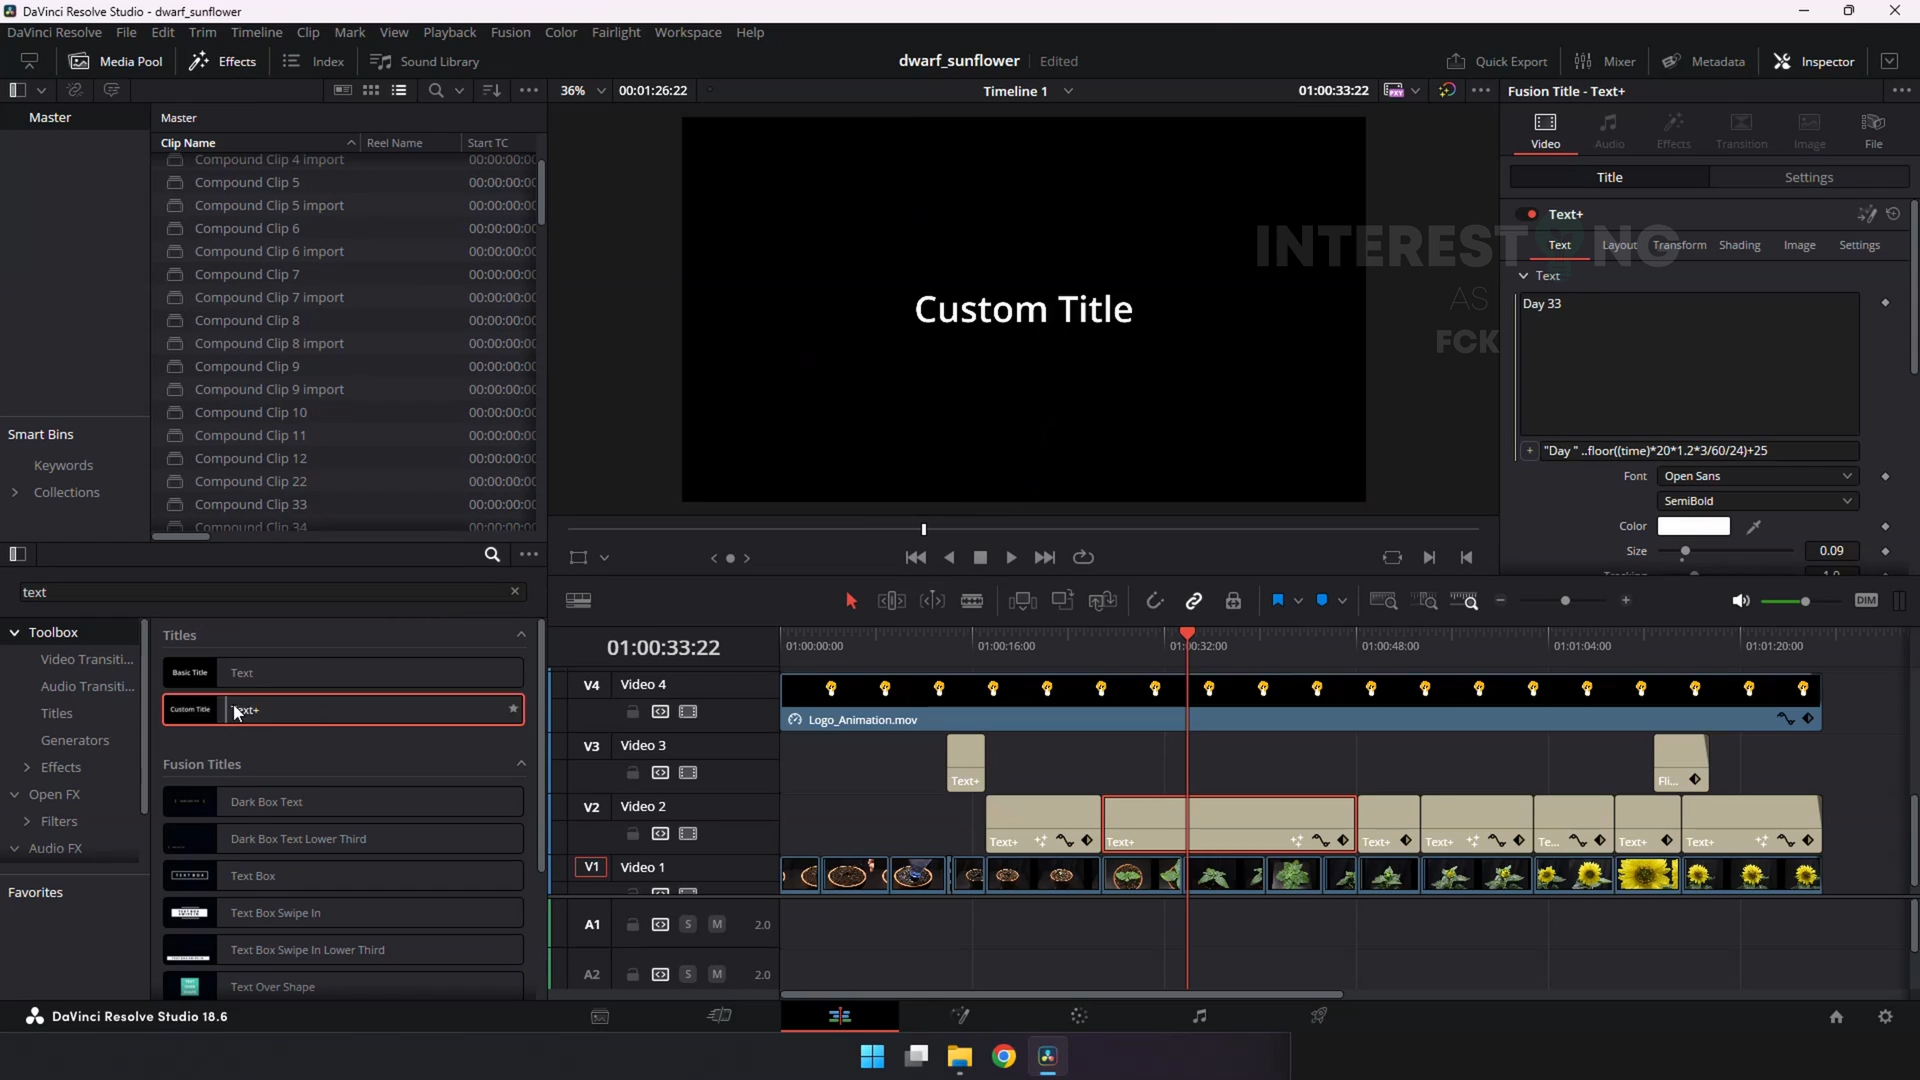 DaVinci Resolve Studio - dwarf_sunflower
DaVinci Resolve File Edit Trim Timeline Clip Mark View Playback Fusion Color Fairlight Workspace Help
Media Pool Effects Index Sound Library dwarf_sunflower Edited Quick Export Mixer Metadata Inspector
36% 00:01:26:22 Timeline 1 01:00:33:22 Fusion Title - Text+
Master
Master
Clip Name Reel Name Start TC
Compound Clip 4 import 00:00:00:00
Compound Clip 5 00:00:00:00
Compound Clip 5 import 00:00:00:00
Compound Clip 6 00:00:00:00
Compound Clip 6 import 00:00:00:00
Compound Clip 7 00:00:00:00
Compound Clip 7 import 00:00:00:00
Compound Clip 8 00:00:00:00
Compound Clip 8 import 00:00:00:00
Compound Clip 9 00:00:00:00
Compound Clip 9 import 00:00:00:00
Compound Clip 10 00:00:00:00
Compound Clip 11 00:00:00:00
Compound Clip 12 00:00:00:00
Compound Clip 22 00:00:00:00
Compound Clip 33 00:00:00:00
Compound Clip 34 00:00:00:00
Smart Bins
Keywords
Collections
Custom Title
Video Audio Effects Transition Image File
Title Settings
Text+
INTEREST NG
AS
FCK
Text Layout Transform Shading Image Settings
Text
Day 33
"Day " ..floor((time)*20*1.2*3/60/24)+25
Font Open Sans
SemiBold
Color
Size 0.09
Tracking 1.0
text
Toolbox
Video Transiti...
Audio Transiti...
Titles
Generators
Effects
Open FX
Filters
Audio FX
Favorites
Titles
Basic Title Text
Custom Title Text+
Fusion Titles
Dark Box Text
Dark Box Text Lower Third
TEXT BOX Text Box
Text Box Swipe In
Text Box Swipe In Lower Third
Text Over Shape
DIM
01:00:33:22 01:00:00:00 01:00:16:00 01:00:32:00 01:00:48:00 01:01:04:00 01:01:20:00
V4 Video 4
Logo_Animation.mov
V3 Video 3
Text+ Fli...
V2 Video 2
Text+ Text+ Text+ Text+ Te... Text+ Text+
V1 Video 1
A1 S M 2.0
A2 S M 2.0
DaVinci Resolve Studio 18.6